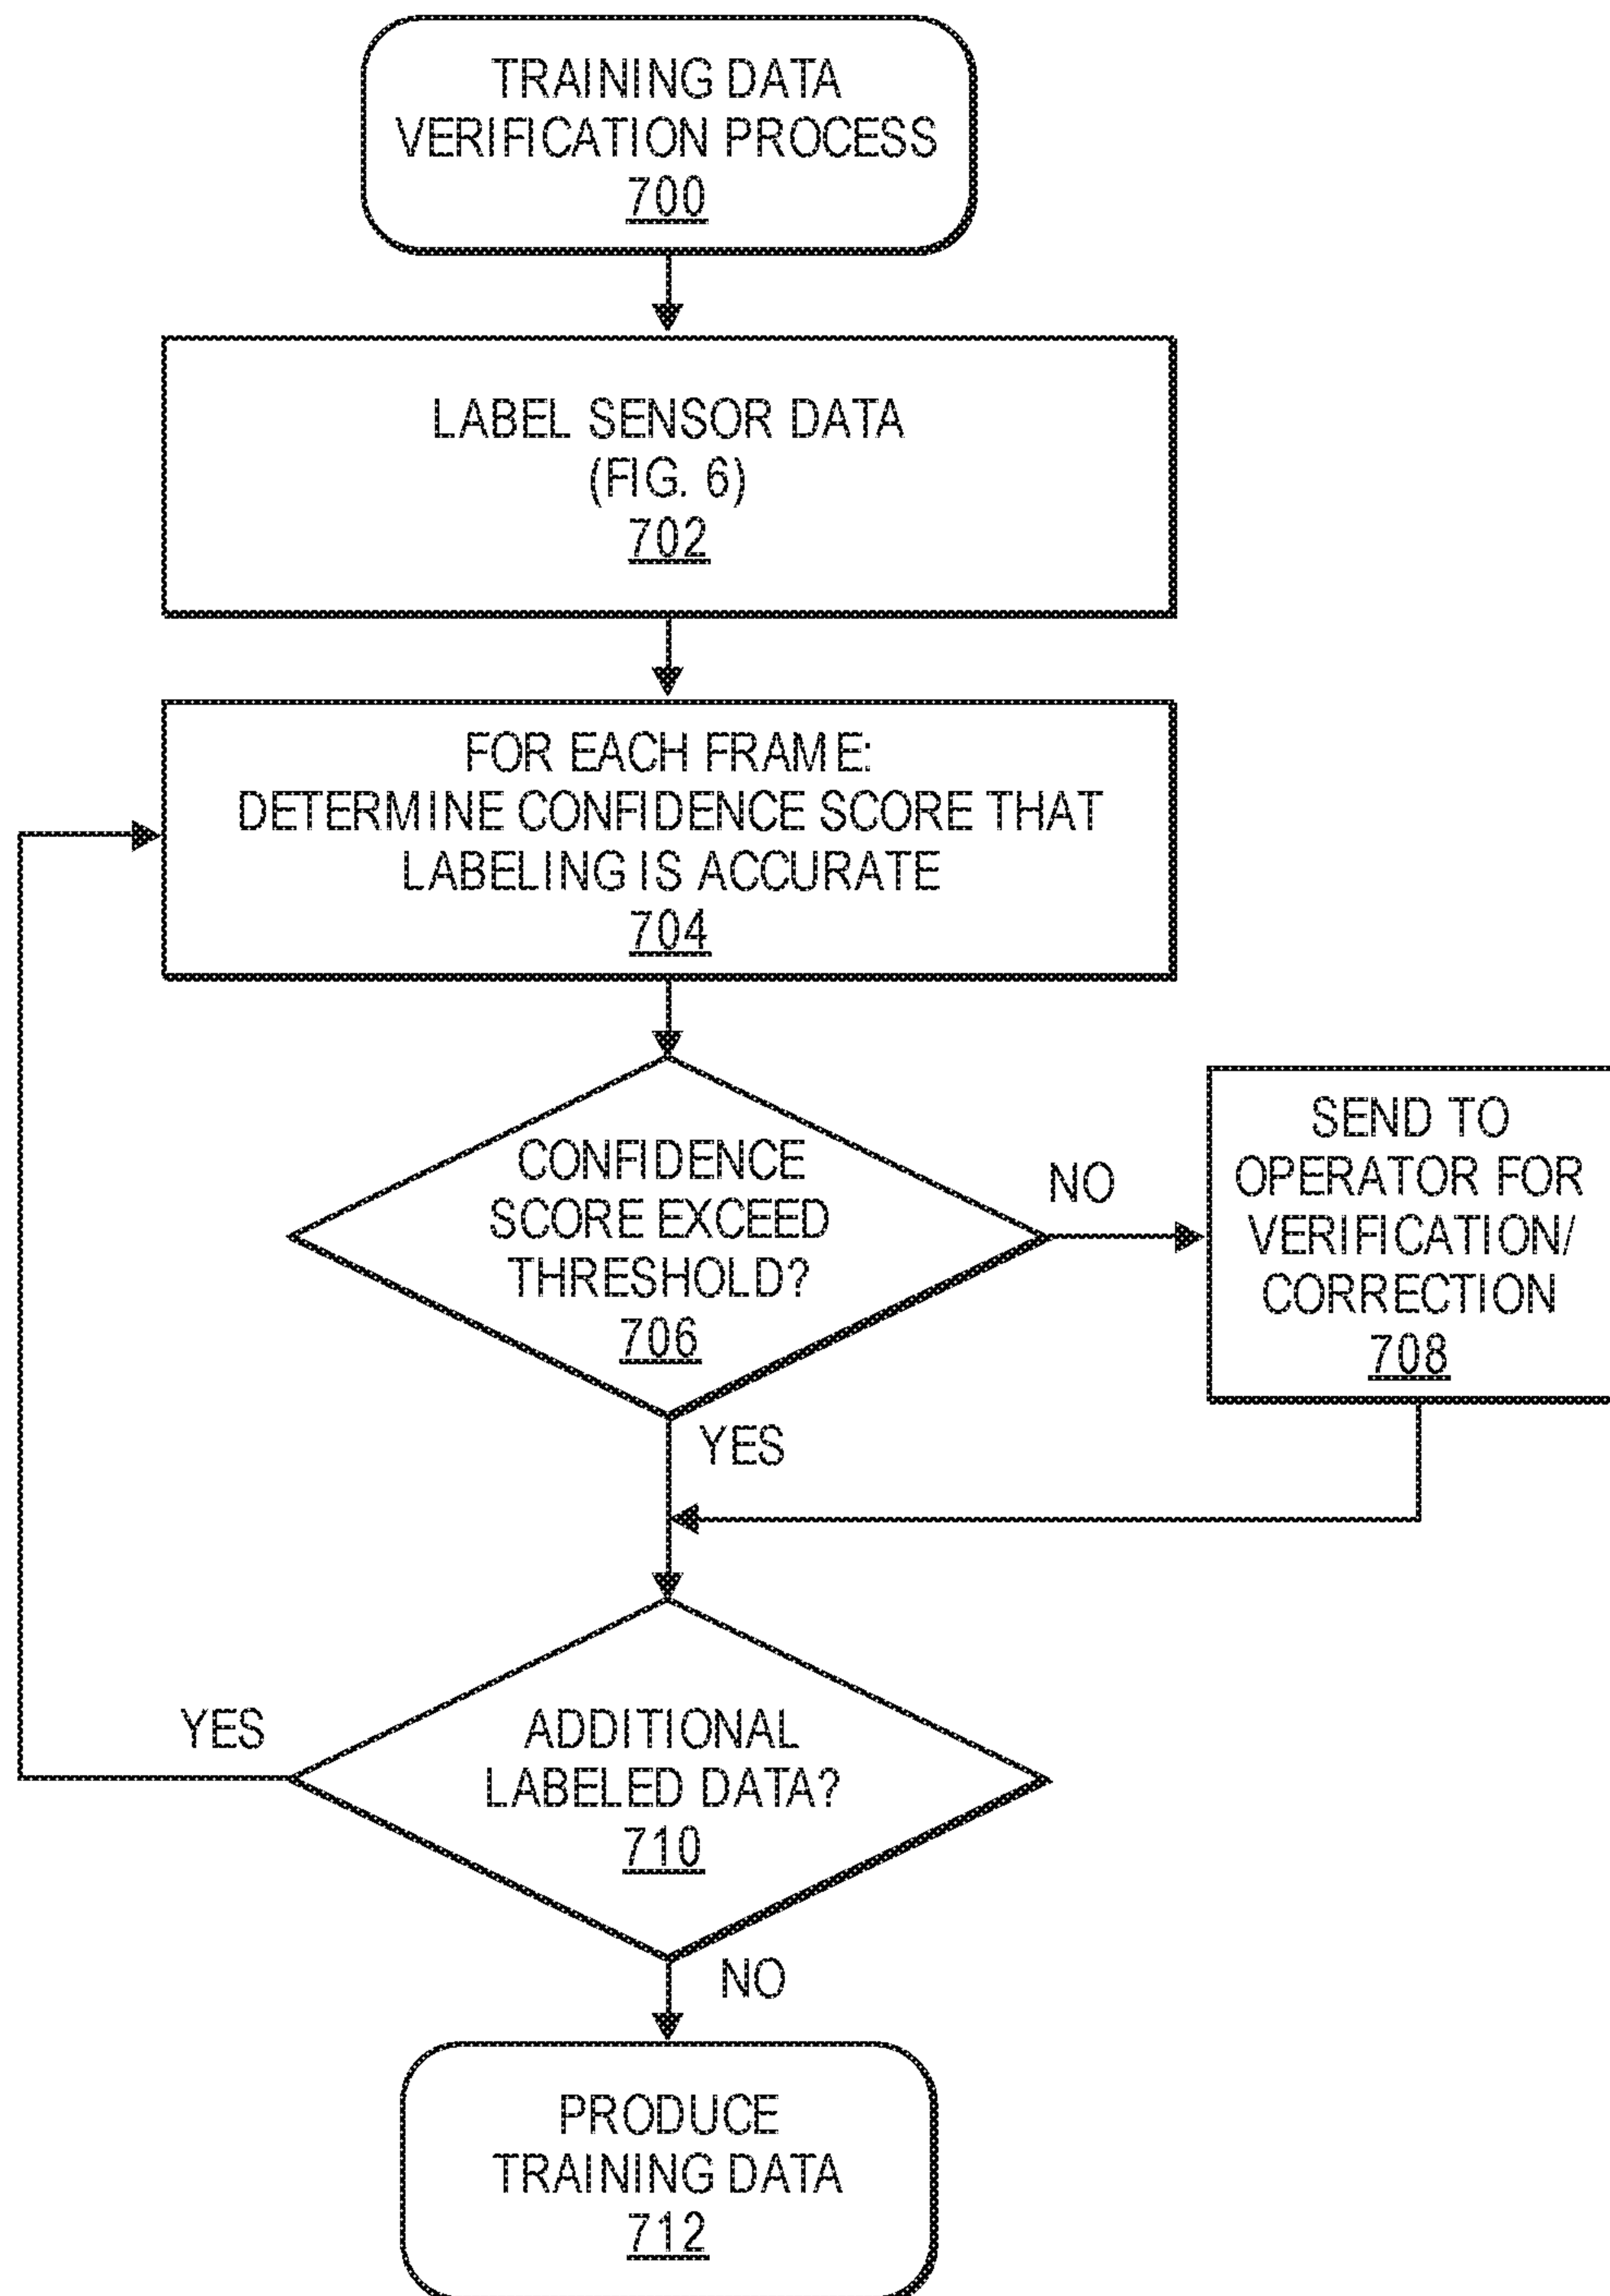 TRAINING DATA
VERIFICATION PROCESS
700
LABEL SENSOR DATA
(FIG. 6)
702
FOR EACH FRAME:
DETERMINE CONFIDENCE SCORE THAT
LABELING IS ACCURATE
704
CONFIDENCE
SCORE EXCEED
THRESHOLD?
706
NO
SEND TO
OPERATOR FOR
VERIFICATION/
CORRECTION
708
YES
YES
ADDITIONAL
LABELED DATA?
710
NO
PRODUCE
TRAINING DATA
712